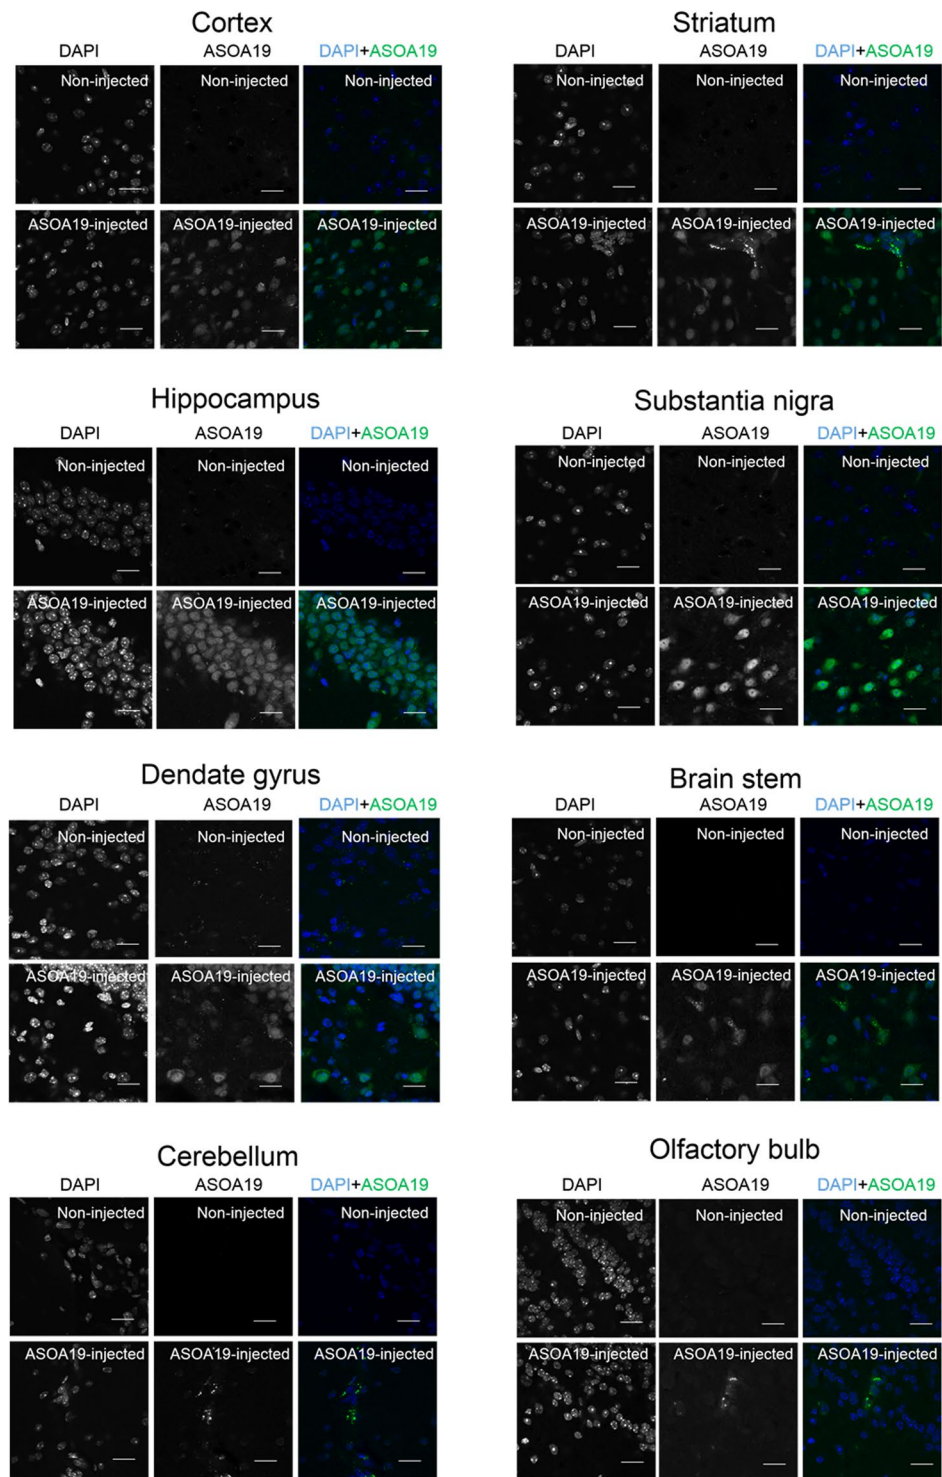 Cortex
DAPI ASOA19 DAPI+ASOA19
Non-injected Non-injected Non-injected
ASOA19-injected ASOA19-injected ASOA19-injected
Striatum
DAPI ASOA19 DAPI+ASOA19
Non-injected Non-injected Non-injected
ASOA19-injected ASOA19-injected ASOA19-injected
Hippocampus
DAPI ASOA19 DAPI+ASOA19
Non-injected Non-injected Non-injected
ASOA19-injected ASOA19-injected ASOA19-injected
Substantia nigra
DAPI ASOA19 DAPI+ASOA19
Non-injected Non-injected Non-injected
ASOA19-injected ASOA19-injected ASOA19-injected
Dendate gyrus
DAPI ASOA19 DAPI+ASOA19
Non-injected Non-injected Non-injected
ASOA19-injected ASOA19-injected ASOA19-injected
Brain stem
DAPI ASOA19 DAPI+ASOA19
Non-injected Non-injected Non-injected
ASOA19-injected ASOA19-injected ASOA19-injected
Cerebellum
DAPI ASOA19 DAPI+ASOA19
Non-injected Non-injected Non-injected
ASOA19-injected ASOA19-injected ASOA19-injected
Olfactory bulb
DAPI ASOA19 DAPI+ASOA19
Non-injected Non-injected Non-injected
ASOA19-injected ASOA19-injected ASOA19-injected